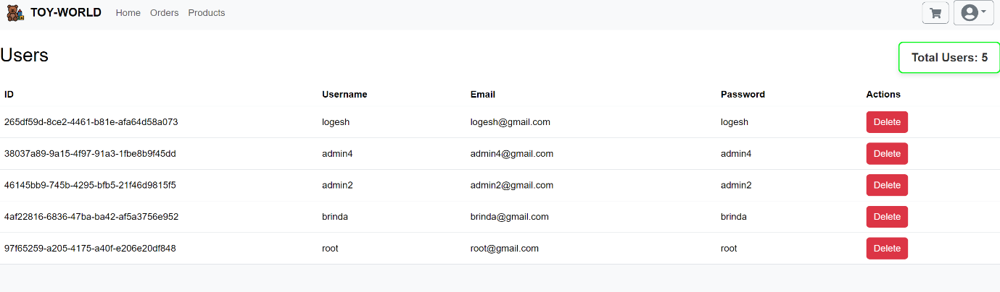 TOY-WORLD Home Orders Products
Users
Total Users: 5
ID Username Email Password Actions
265df59d-8ce2-4461-b81e-afa64d58a073 logesh logesh@gmail.com logesh Delete
38037a89-9a15-4f97-91a3-1fbe8b9f45dd admin4 admin4@gmail.com admin4 Delete
46145bb9-745b-4295-bfb5-21f46d9815f5 admin2 admin2@gmail.com admin2 Delete
4af22816-6836-47ba-ba42-af5a3756e952 brinda brinda@gmail.com brinda Delete
97f65259-a205-4175-a40f-e206e20df848 root root@gmail.com root Delete